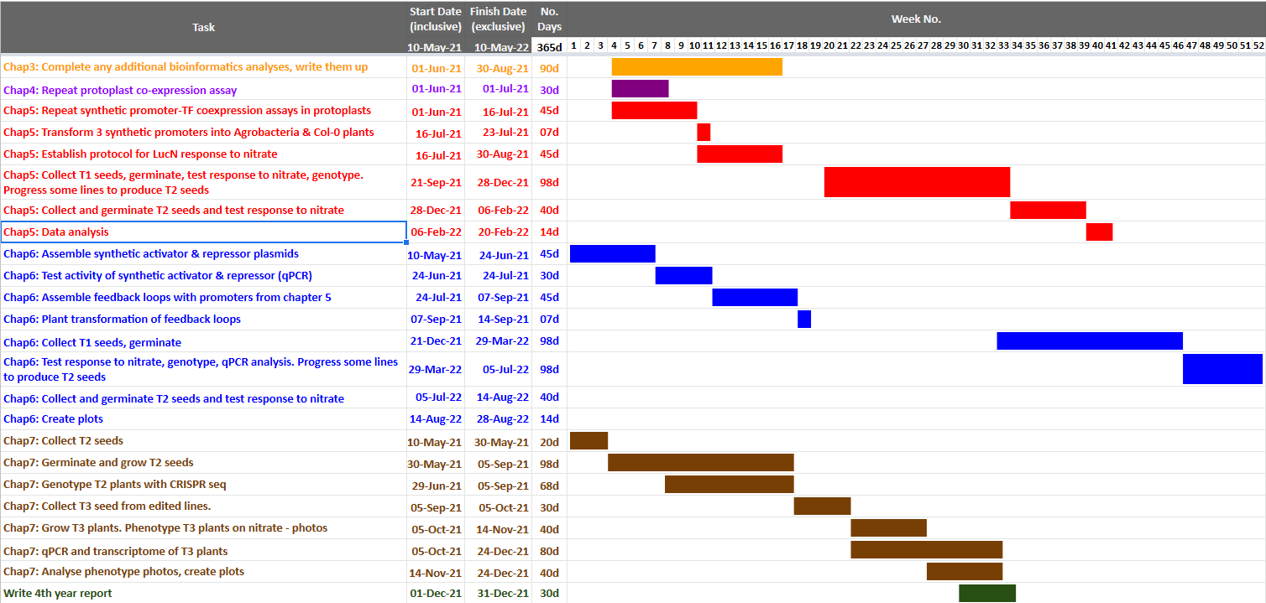 Task Start Date (inclusive) Finish Date (exclusive) No. Days Week No.
10-May-21 10-May-22 365d 1 2 3 4 5 6 7 8 9 10 11 12 13 14 15 16 17 18 19 20 21 22 23 24 25 26 27 28 29 30 31 32 33 34 35 36 37 38 39 40 41 42 43 44 45 46 47 48 49 50 51 52
Chap3: Complete any additional bioinformatics analyses, write them up 01-Jun-21 30-Aug-21 90d
Chap4: Repeat protoplast co-expression assay 01-Jun-21 01-Jul-21 30d
Chap5: Repeat synthetic promoter-TF coexpression assays in protoplasts 01-Jun-21 16-Jul-21 45d
Chap5: Transform 3 synthetic promoters into Agrobacteria & Col-0 plants 16-Jul-21 23-Jul-21 07d
Chap5: Establish protocol for LucN response to nitrate 16-Jul-21 30-Aug-21 45d
Chap5: Collect T1 seeds, germinate, test response to nitrate, genotype.
Progress some lines to produce T2 seeds 21-Sep-21 28-Dec-21 98d
Chap5: Collect and germinate T2 seeds and test response to nitrate 28-Dec-21 06-Feb-22 40d
Chap5: Data analysis 06-Feb-22 20-Feb-22 14d
Chap6: Assemble synthetic activator & repressor plasmids 10-May-21 24-Jun-21 45d
Chap6: Test activity of synthetic activator & repressor (qPCR) 24-Jun-21 24-Jul-21 30d
Chap6: Assemble feedback loops with promoters from chapter 5 24-Jul-21 07-Sep-21 45d
Chap6: Plant transformation of feedback loops 07-Sep-21 14-Sep-21 07d
Chap6: Collect T1 seeds, germinate 21-Dec-21 29-Mar-22 98d
Chap6: Test response to nitrate, genotype, qPCR analysis. Progress some lines
to produce T2 seeds 29-Mar-22 05-Jul-22 98d
Chap6: Collect and germinate T2 seeds and test response to nitrate 05-Jul-22 14-Aug-22 40d
Chap6: Create plots 14-Aug-22 28-Aug-22 14d
Chap7: Collect T2 seeds 10-May-21 30-May-21 20d
Chap7: Germinate and grow T2 seeds 30-May-21 05-Sep-21 98d
Chap7: Genotype T2 plants with CRISPR seq 29-Jun-21 05-Sep-21 68d
Chap7: Collect T3 seed from edited lines. 05-Sep-21 05-Oct-21 30d
Chap7: Grow T3 plants. Phenotype T3 plants on nitrate - photos 05-Oct-21 14-Nov-21 40d
Chap7: qPCR and transcriptome of T3 plants 05-Oct-21 24-Dec-21 80d
Chap7: Analyse phenotype photos, create plots 14-Nov-21 24-Dec-21 40d
Write 4th year report 01-Dec-21 31-Dec-21 30d